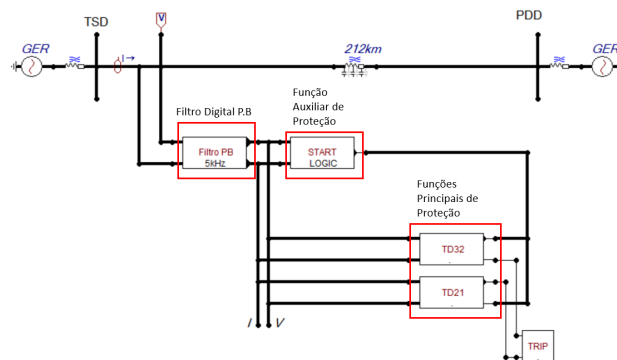 TSD
V
PDD
GER
I →
212km
GER
Filtro Digital P.B
Função
Auxiliar de
Proteção
Filtro PB
5kHz
START
LOGIC
Funções
Principais de
Proteção
TD32
TD21
I
V
TRIP